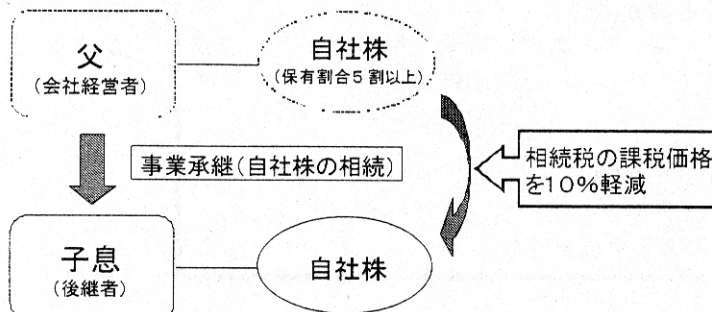 父
(会社経営者)
自社株
(保有割合5割以上)
事業承継(自社株の相続)
相続税の課税価格
を10%軽減
子息
(後継者)
自社株